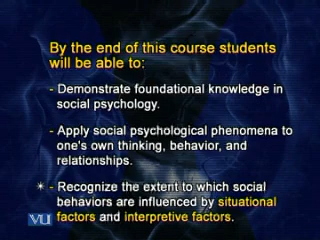 By the end of this course students
will be able to:
- Demonstrate foundational knowledge in
social psychology.
- Apply social psychological phenomena to
one's own thinking, behavior, and
relationships.
✴ - Recognize the extent to which social
behaviors are influenced by situational
factors and interpretive factors.
VU